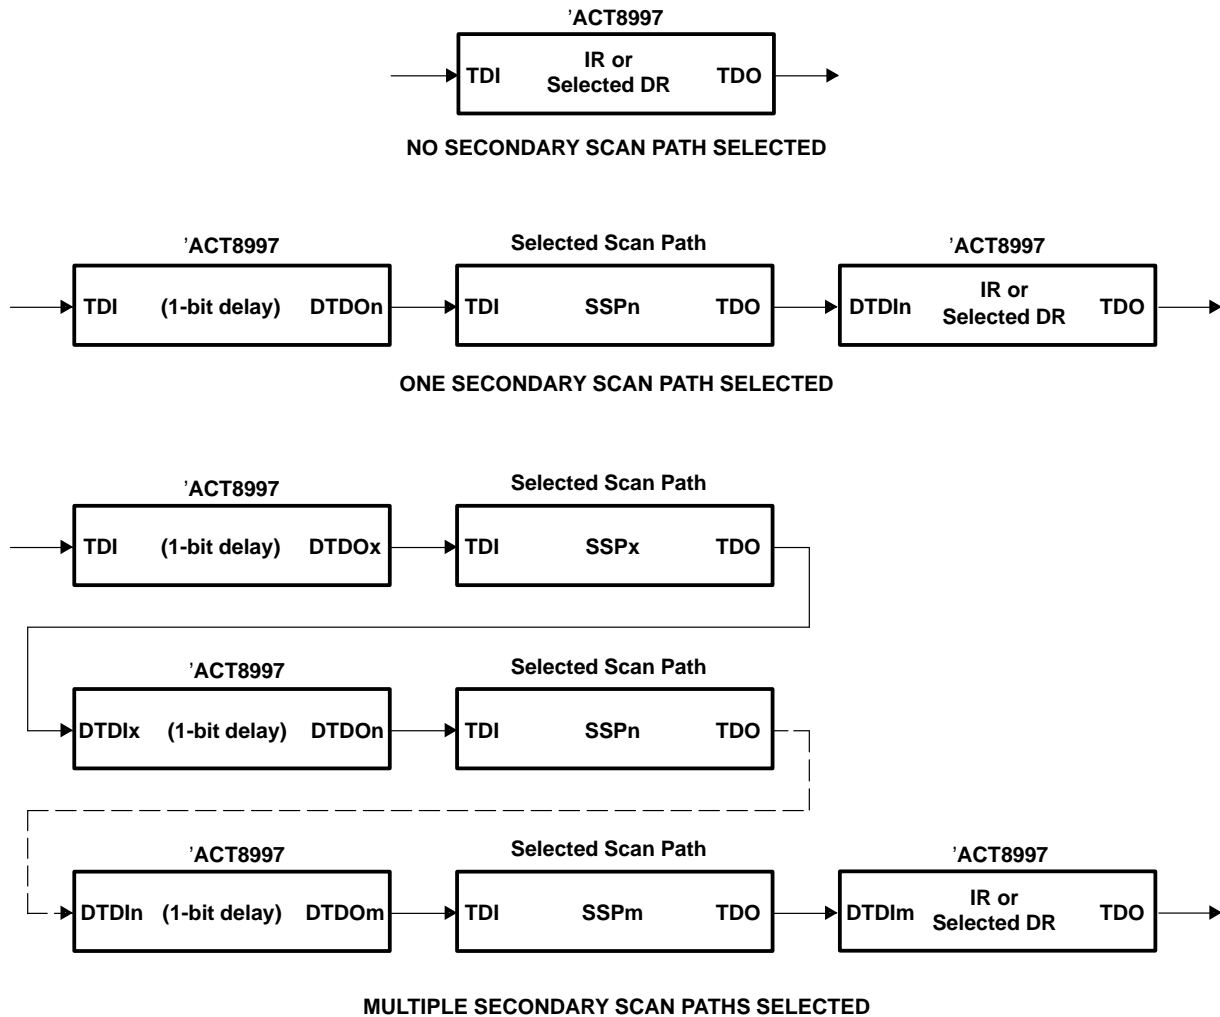 ’ACT8997
TDI IR or Selected DR TDO
NO SECONDARY SCAN PATH SELECTED
’ACT8997 Selected Scan Path ’ACT8997
TDI (1-bit delay) DTDOn TDI SSPn TDO DTDIn IR or Selected DR TDO
ONE SECONDARY SCAN PATH SELECTED
’ACT8997 Selected Scan Path
TDI (1-bit delay) DTDOx TDI SSPx TDO
’ACT8997 Selected Scan Path
DTDIx (1-bit delay) DTDOn TDI SSPn TDO
’ACT8997 Selected Scan Path ’ACT8997
DTDIn (1-bit delay) DTDOm TDI SSPm TDO DTDIm IR or Selected DR TDO
MULTIPLE SECONDARY SCAN PATHS SELECTED